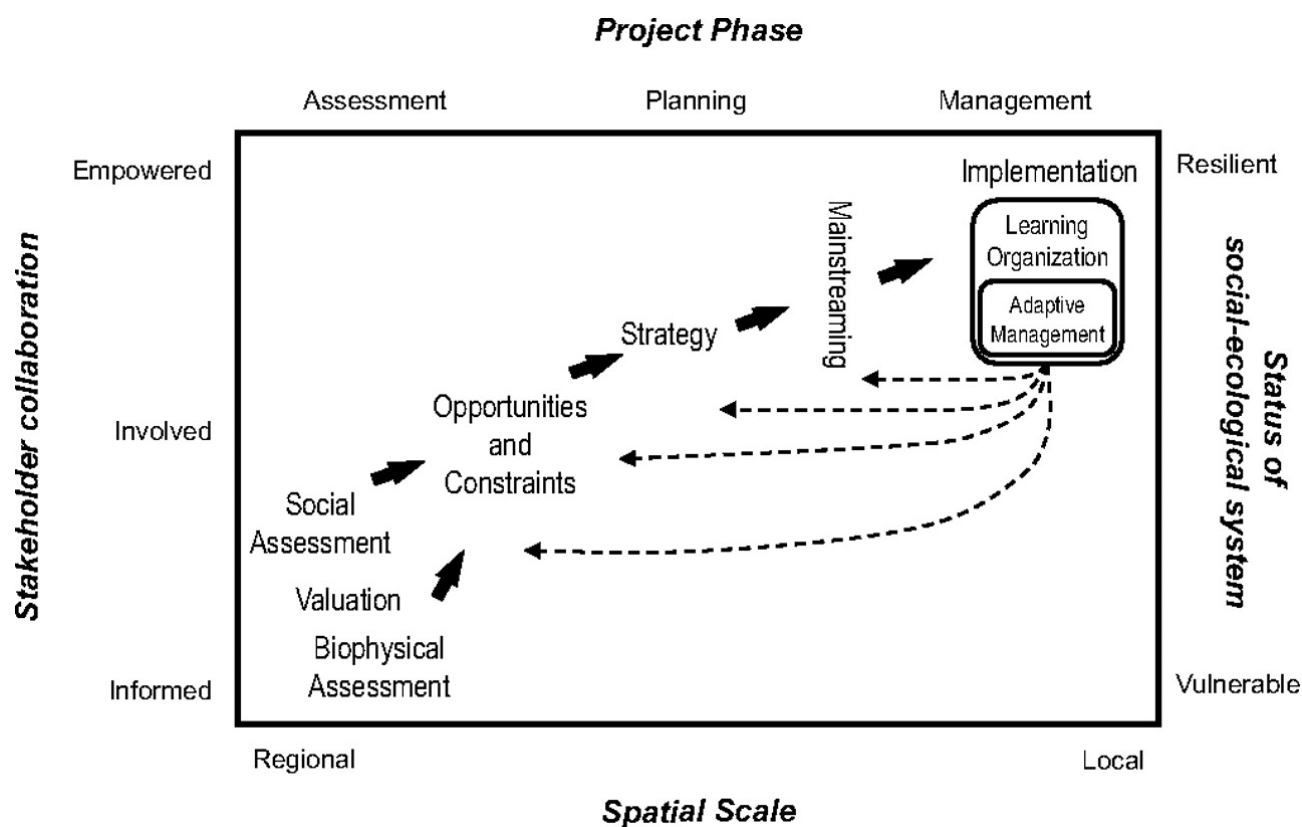 Project Phase
Assessment Planning Management
Empowered
Resilient
Implementation
Learning
Organization
Adaptive
Management
Mainstreaming
Strategy
Stakeholder collaboration
Status of
social-ecological system
Involved
Opportunities
and
Constraints
Social
Assessment
Valuation
Biophysical
Assessment
Informed
Vulnerable
Regional
Local
Spatial Scale